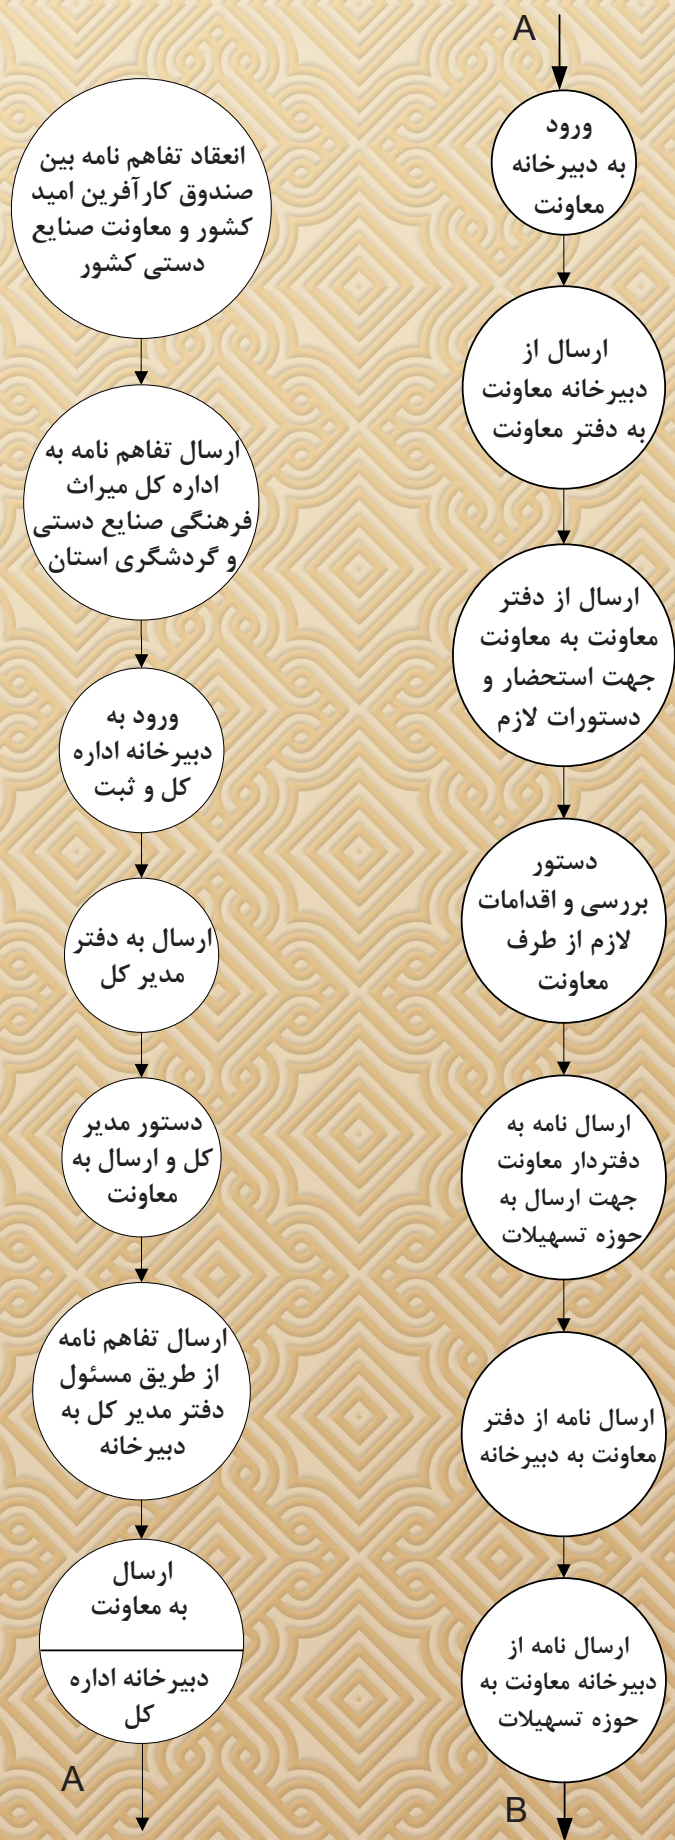 انعقاد تفاهم نامه بین
صندوق کارآفرین امید
کشور و معاونت صنایع
دستی کشور
ارسال تفاهم نامه به
اداره کل میراث
فرهنگی صنایع دستی
و گردشگری استان
ورود به
دبیرخانه اداره
کل و ثبت
ارسال به دفتر
مدیر کل
دستور مدیر
کل و ارسال به
معاونت
ارسال تفاهم نامه
از طریق مسئول
دفتر مدیر کل به
دبیرخانه
ارسال
به معاونت
دبیرخانه اداره
کل
A
A
ورود
به دبیرخانه
معاونت
ارسال از
دبیرخانه معاونت
به دفتر معاونت
ارسال از دفتر
معاونت به معاونت
جهت استحضار و
دستورات لازم
دستور
بررسی و اقدامات
لازم از طرف
معاونت
ارسال نامه به
دفتردار معاونت
جهت ارسال به
حوزه تسهیلات
ارسال نامه از دفتر
معاونت به دبیرخانه
ارسال نامه از
دبیرخانه معاونت به
حوزه تسهیلات
B